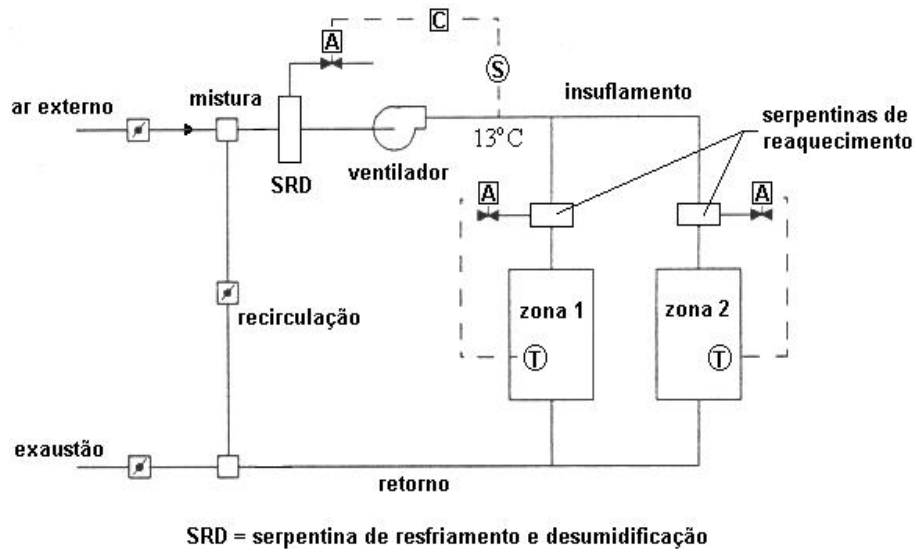 A
C
S
ar externo
mistura
insuflamento
13°C
serpentinas de
reaquecimento
SRD
ventilador
A
A
recirculação
zona 1
zona 2
T
T
exaustão
retorno
SRD = serpentina de resfriamento e desumidificação